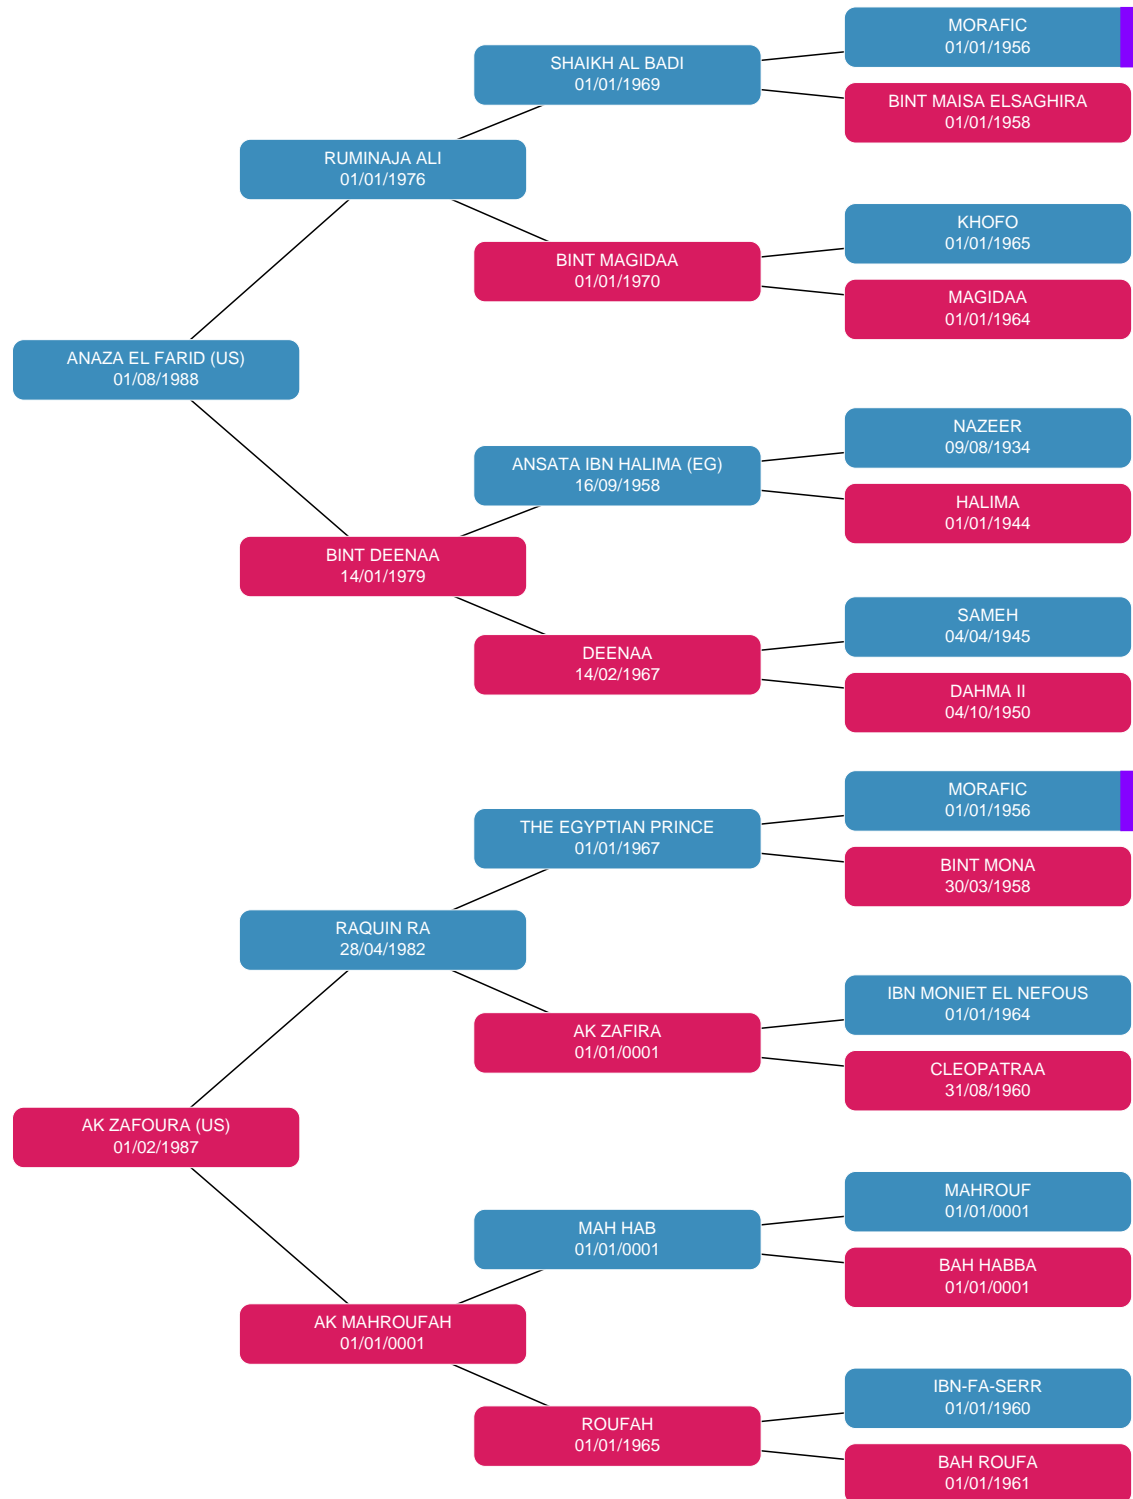 MORAFIC
01/01/1956
SHAIKH AL BADI
01/01/1969
BINT MAISA ELSAGHIRA
01/01/1958
RUMINAJA ALI
01/01/1976
KHOFO
01/01/1965
BINT MAGIDAA
01/01/1970
MAGIDAA
01/01/1964
ANAZA EL FARID (US)
01/08/1988
NAZEER
09/08/1934
ANSATA IBN HALIMA (EG)
16/09/1958
HALIMA
01/01/1944
BINT DEENAA
14/01/1979
SAMEH
04/04/1945
DEENAA
14/02/1967
DAHMA II
04/10/1950
MORAFIC
01/01/1956
THE EGYPTIAN PRINCE
01/01/1967
BINT MONA
30/03/1958
RAQUIN RA
28/04/1982
IBN MONIET EL NEFOUS
01/01/1964
AK ZAFIRA
01/01/0001
CLEOPATRAA
31/08/1960
AK ZAFOURA (US)
01/02/1987
MAHROUF
01/01/0001
MAH HAB
01/01/0001
BAH HABBA
01/01/0001
AK MAHROUFAH
01/01/0001
IBN-FA-SERR
01/01/1960
ROUFAH
01/01/1965
BAH ROUFA
01/01/1961